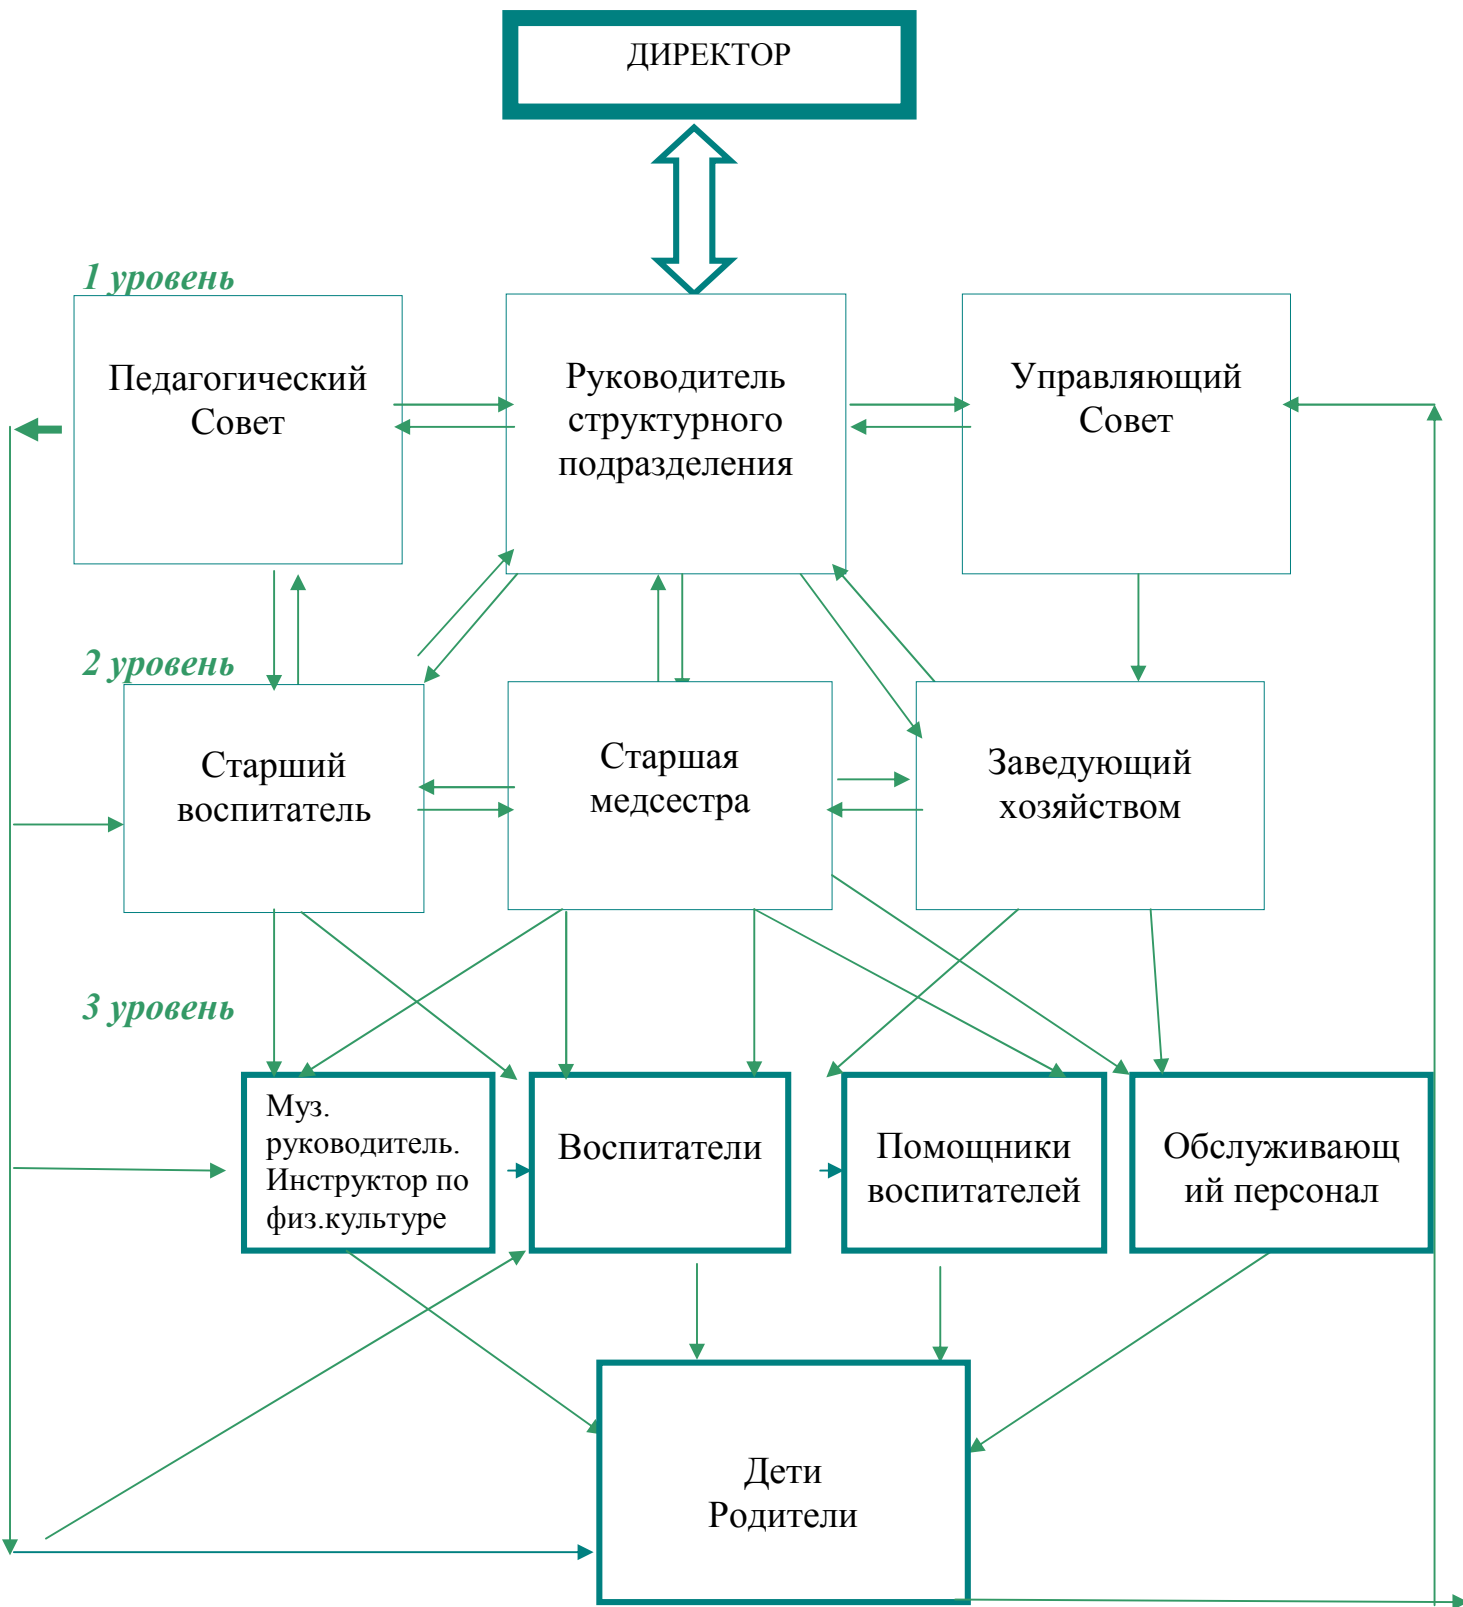 ДИРЕКТОР
1 уровень
Педагогический
Совет
Руководитель
структурного
подразделения
Управляющий
Совет
2 уровень
Старший
воспитатель
Старшая
медсестра
Заведующий
хозяйством
3 уровень
Муз.
руководитель.
Инструктор по
физ.культуре
Воспитатели
Помощники
воспитателей
Обслуживающ
ий персонал
Дети
Родители